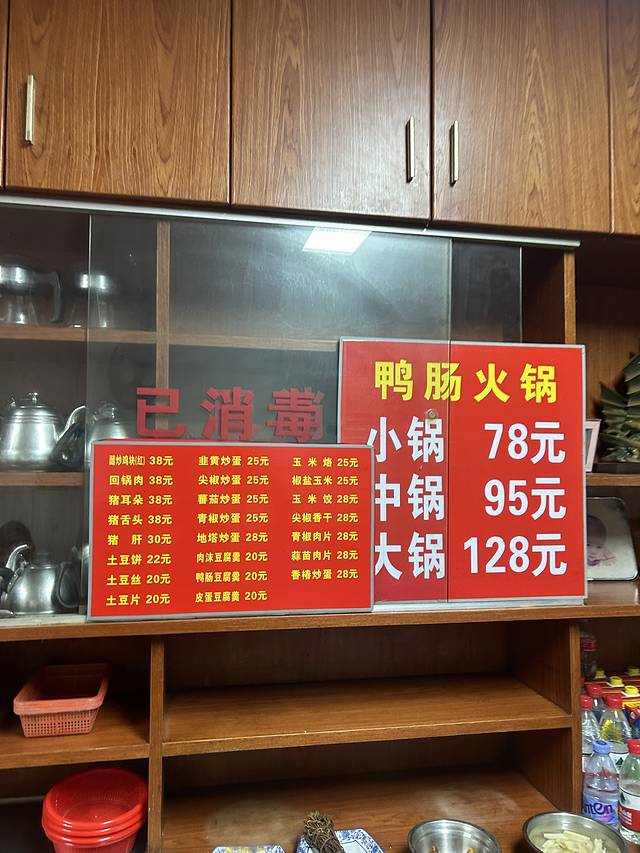 已消毒
鸭肠火锅
小锅 78元
中锅 95元
大锅 128元
醋炒鸡块(红) 38元
回锅肉 38元
猪耳朵 38元
猪舌头 38元
猪肝 30元
土豆饼 22元
土豆丝 20元
土豆片 20元
韭黄炒蛋 25元
尖椒炒蛋 25元
蕃茄炒蛋 25元
青椒炒蛋 25元
地塔炒蛋 28元
肉沫豆腐羹 20元
鸭肠豆腐羹 20元
皮蛋豆腐羹 20元
玉米烙 25元
椒盐玉米 25元
玉米饺 28元
尖椒香干 28元
青椒肉片 28元
蒜苗肉片 28元
香椿炒蛋 28元